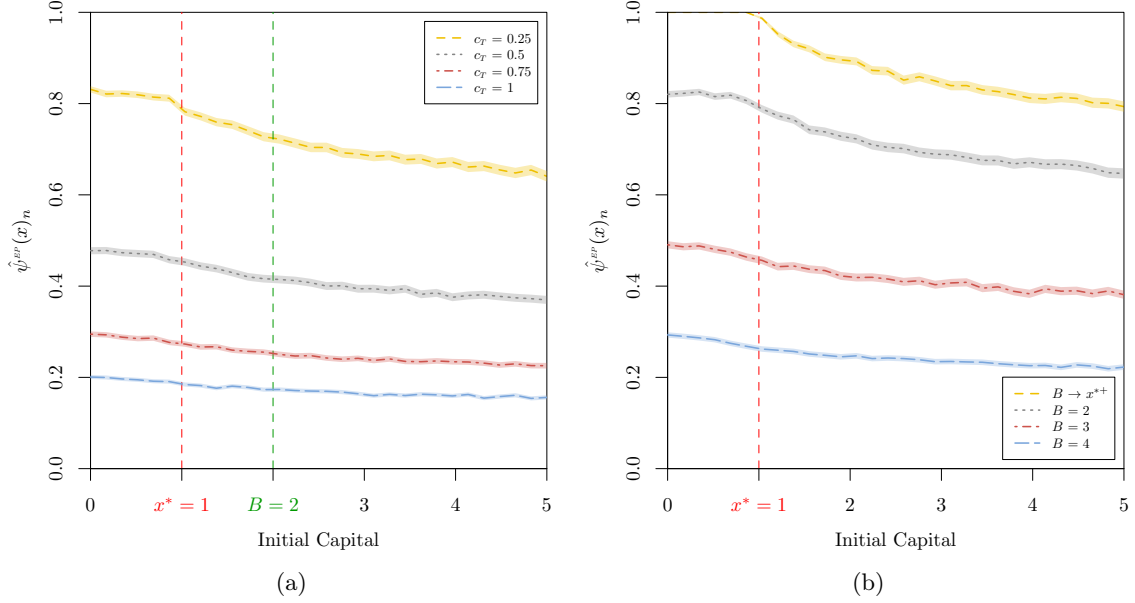 1.0
0.8
0.6
0.4
0.2
0.0
ψ̂ᴱᴾ(x)ₙ
c_T = 0.25
c_T = 0.5
c_T = 0.75
c_T = 1
0
x* = 1
B = 2
3
4
5
Initial Capital
(a)
1.0
0.8
0.6
0.4
0.2
0.0
ψ̂ᴱᴾ(x)ₙ
B → x*⁺
B = 2
B = 3
B = 4
0
x* = 1
2
3
4
5
Initial Capital
(b)